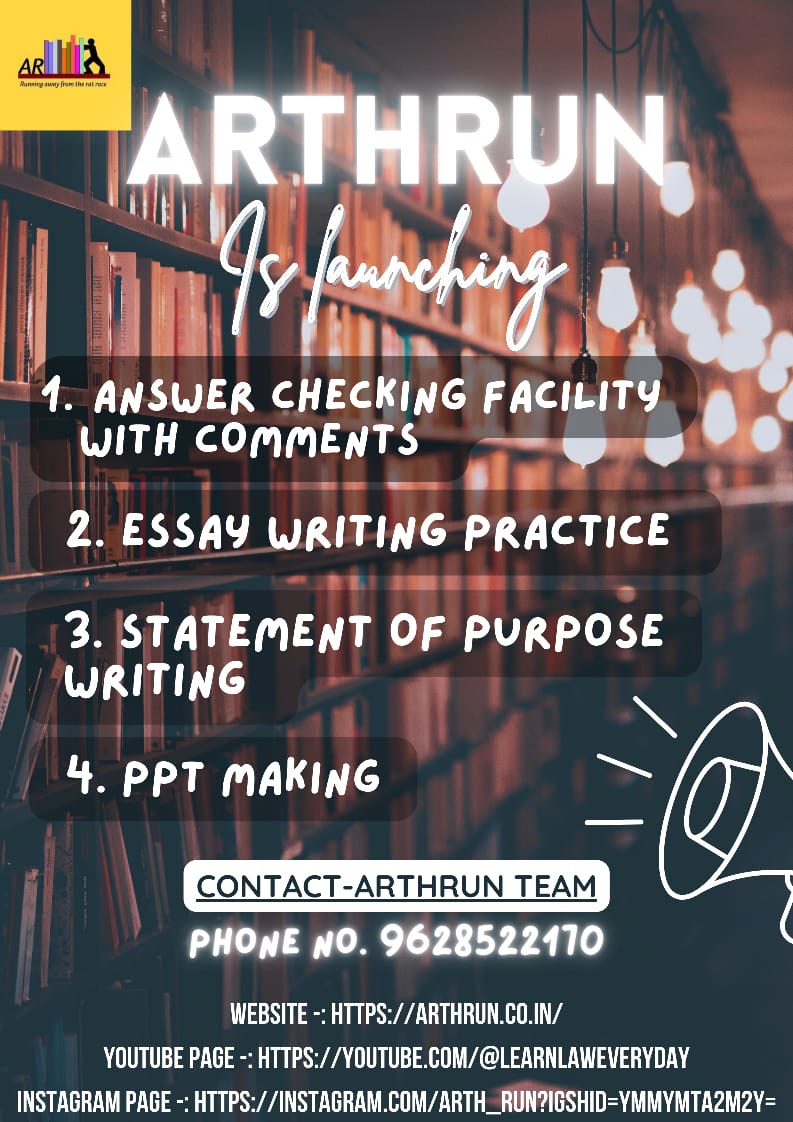 AR
Running away from the rat race
ARTHRUN
Is launching
1. ANSWER CHECKING FACILITY
WITH COMMENTS
2. ESSAY WRITING PRACTICE
3. STATEMENT OF PURPOSE
WRITING
4. PPT MAKING
CONTACT-ARTHRUN TEAM
PHONE NO. 9628522170
WEBSITE -: HTTPS://ARTHRUN.CO.IN/
YOUTUBE PAGE -: HTTPS://YOUTUBE.COM/@LEARNLAWEVERYDAY
INSTAGRAM PAGE -: HTTPS://INSTAGRAM.COM/ARTH_RUN?IGSHID=YMMYMTA2M2Y=